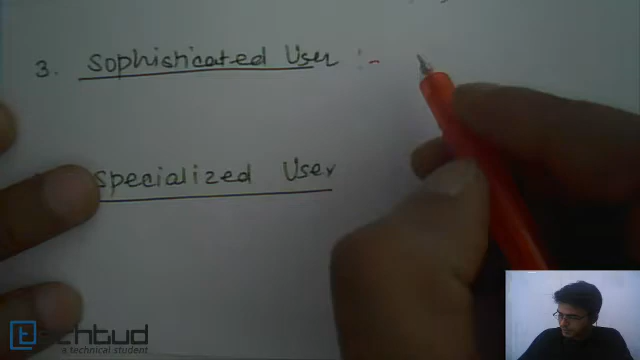 3. Sophisticated User :-
specialized User
techtud
a technical student